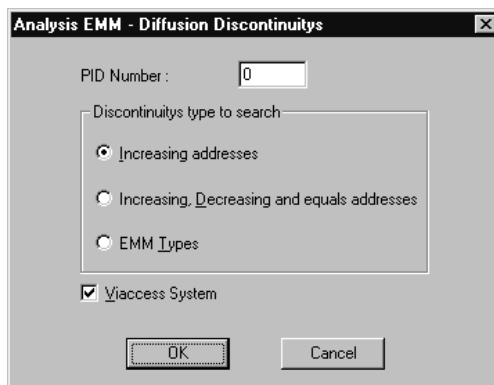 Analysis EMM - Diffusion Discontinuitys
PID Number : 0
Discontinuitys type to search
Increasing addresses
Increasing, Decreasing and equals addresses
EMM Types
Viaccess System
OK Cancel